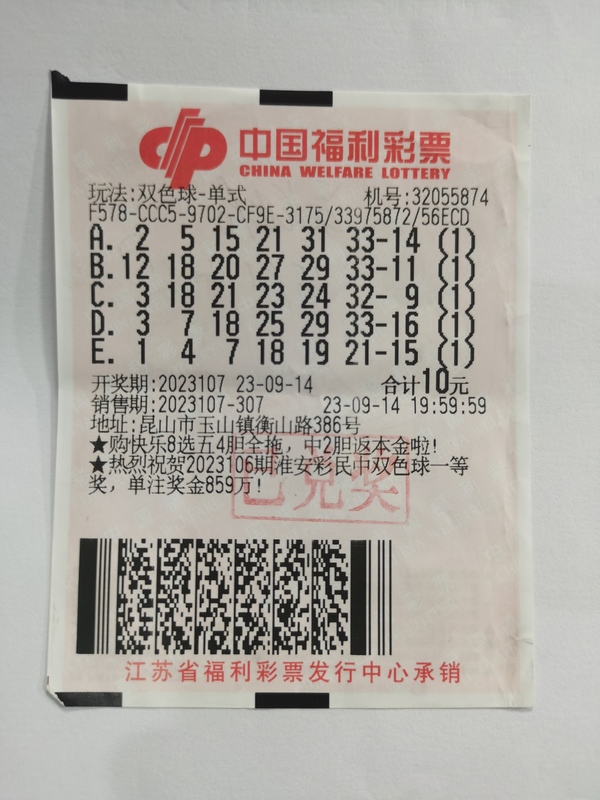 中国福利彩票
CHINA WELFARE LOTTERY
玩法:双色球-单式 机号:32055874
F578-CCC5-9702-CF9E-3175/33975872/56ECD
A. 2 5 15 21 31 33-14 (1)
B.12 18 20 27 29 33-11 (1)
C. 3 18 21 23 24 32- 9 (1)
D. 3 7 18 25 29 33-16 (1)
E. 1 4 7 18 19 21-15 (1)
开奖期:2023107 23-09-14 合计10元
销售期:2023107-307 23-09-14 19:59:59
地址:昆山市玉山镇衡山路386号
★购快乐8选五4胆全拖，中2胆返本金啦!
★热烈祝贺2023106期淮安彩民中双色球一等
奖，单注奖金859万!
已兑奖
江苏省福利彩票发行中心承销